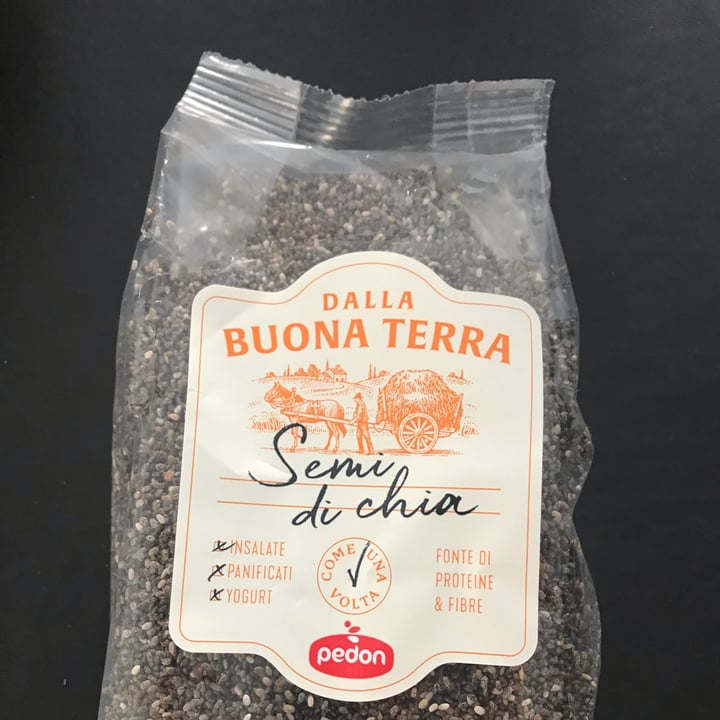 DALLA
BUONA TERRA
Semi
di chia
INSALATE
PANIFICATI
YOGURT
COME UNA
VOLTA
FONTE DI
PROTEINE
& FIBRE
pedon